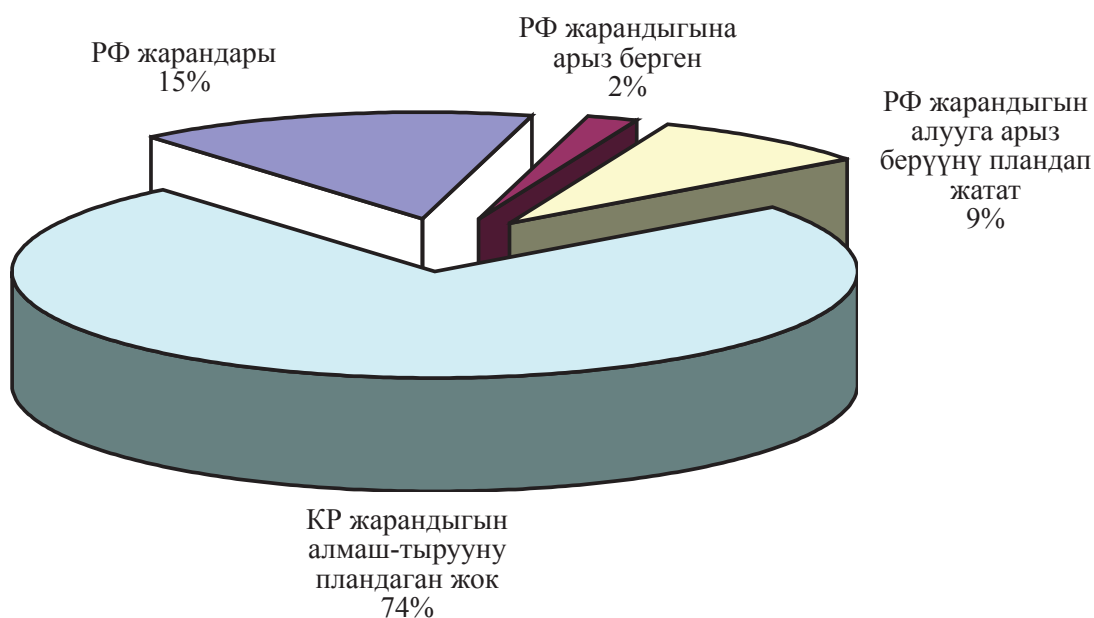 РФ жарандары
15%
РФ жарандыгына
арыз берген
2%
РФ жарандыгын
алууга арыз
берүүнү пландап
жатат
9%
КР жарандыгын
алмаш-тырууну
пландаган жок
74%